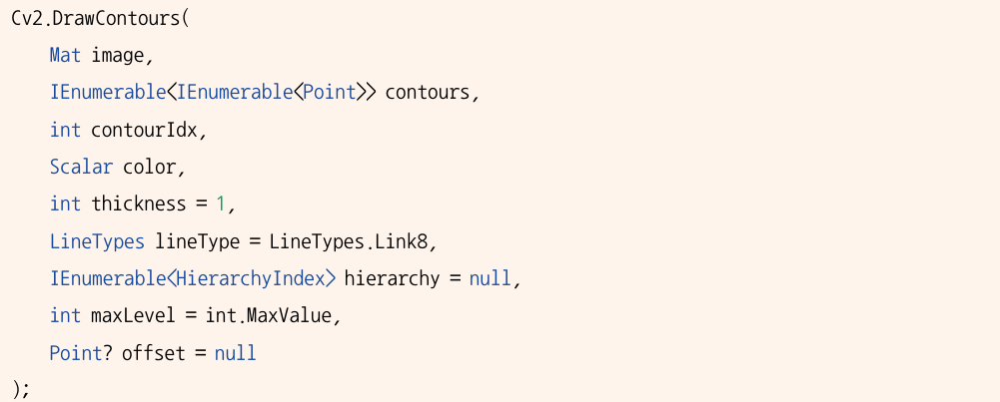 Cv2.DrawContours(
Mat image,
IEnumerable<IEnumerable<Point>> contours,
int contourIdx,
Scalar color,
int thickness = 1,
LineTypes lineType = LineTypes.Link8,
IEnumerable<HierarchyIndex> hierarchy = null,
int maxLevel = int.MaxValue,
Point? offset = null
);